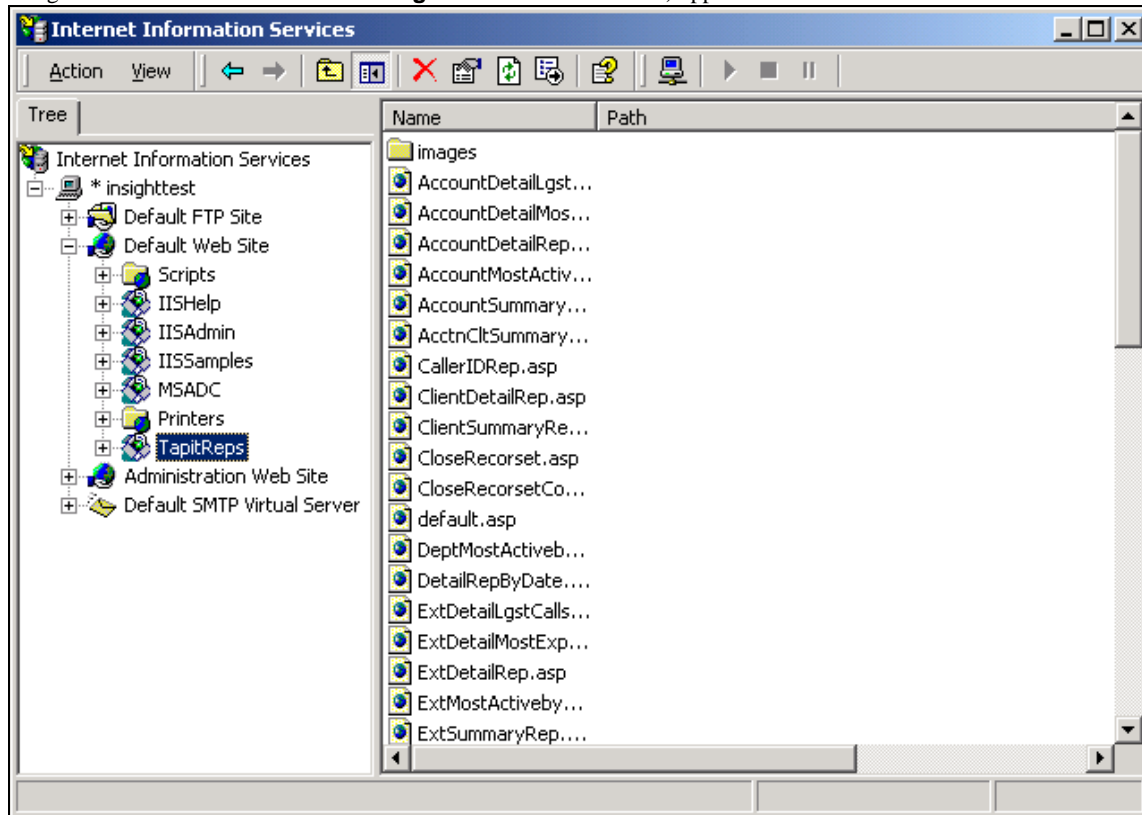 Internet Information Services
Action View
Tree
Name Path
Internet Information Services
* insighttest
Default FTP Site
Default Web Site
Scripts
IISHelp
IISAdmin
IISSamples
MSADC
Printers
TapitReps
Administration Web Site
Default SMTP Virtual Server
images
AccountDetailLgst...
AccountDetailMos...
AccountDetailRep...
AccountMostActiv...
AccountSummary...
AcctnCltSummary...
CallerIDRep.asp
ClientDetailRep.asp
ClientSummaryRe...
CloseRecorset.asp
CloseRecorsetCo...
default.asp
DeptMostActiveb...
DetailRepByDate....
ExtDetailLgstCalls...
ExtDetailMostExp...
ExtDetailRep.asp
ExtMostActiveby...
ExtSummaryRep....